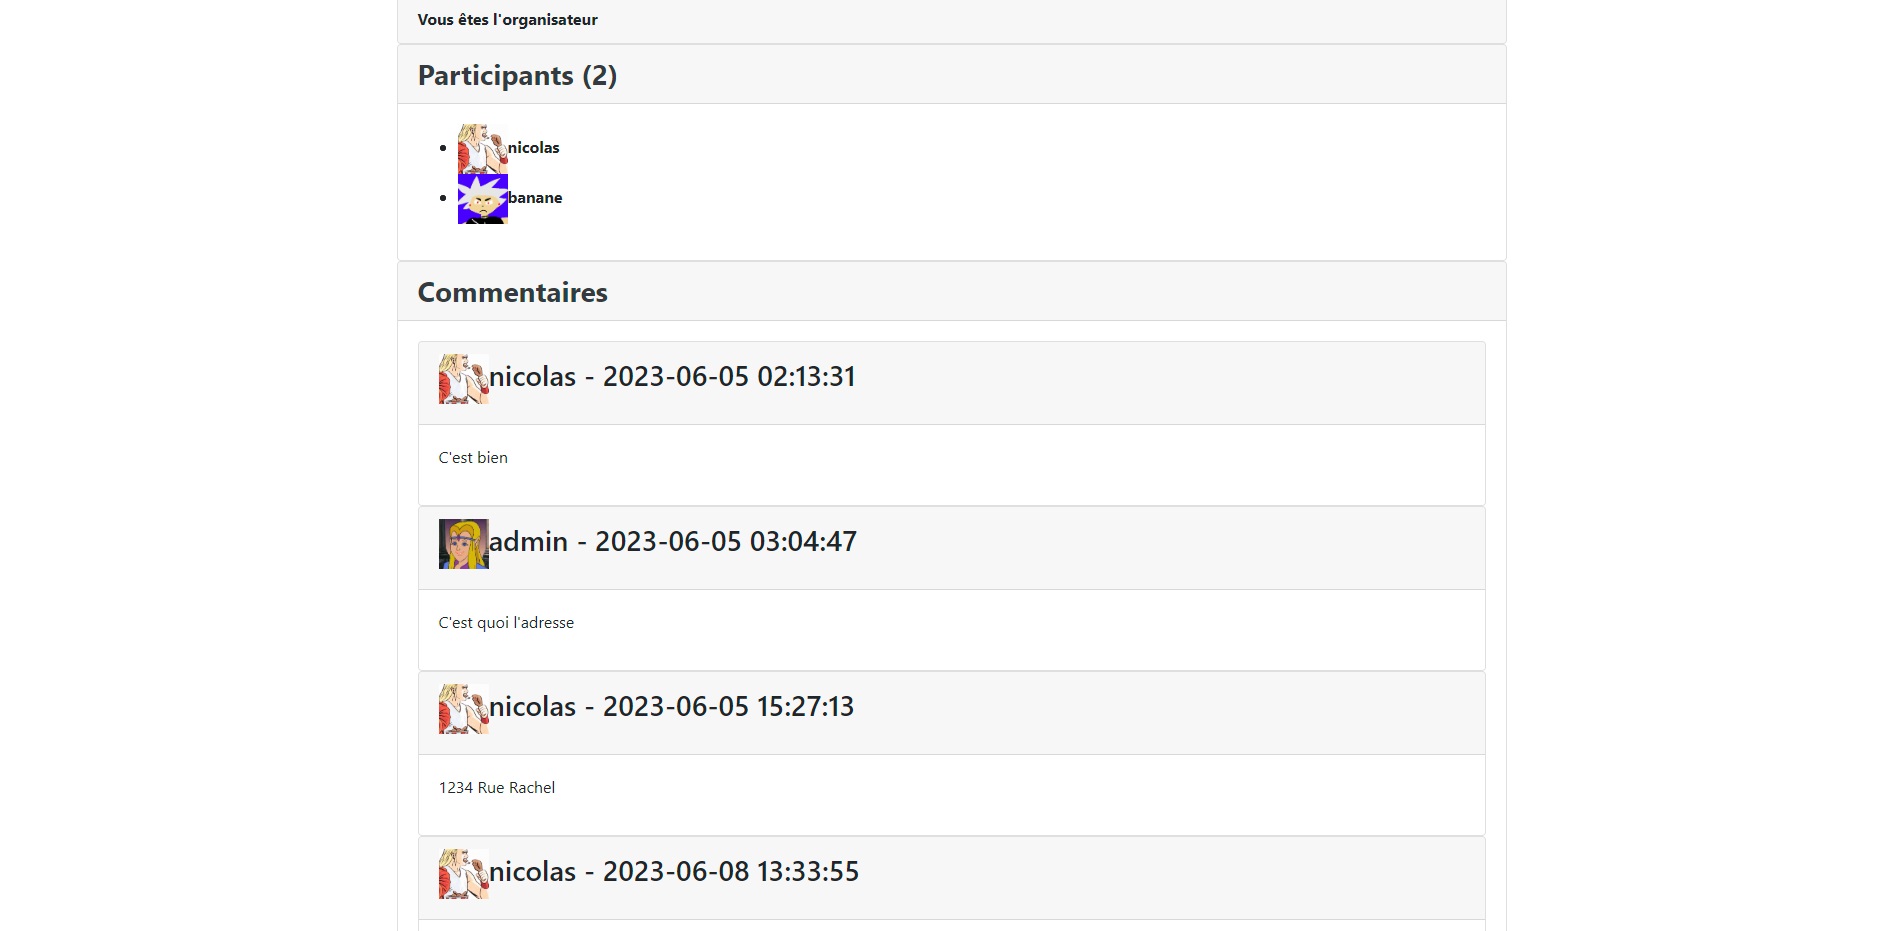 Vous êtes l'organisateur
Participants (2)
nicolas
banane
Commentaires
nicolas - 2023-06-05 02:13:31
C'est bien
admin - 2023-06-05 03:04:47
C'est quoi l'adresse
nicolas - 2023-06-05 15:27:13
1234 Rue Rachel
nicolas - 2023-06-08 13:33:55